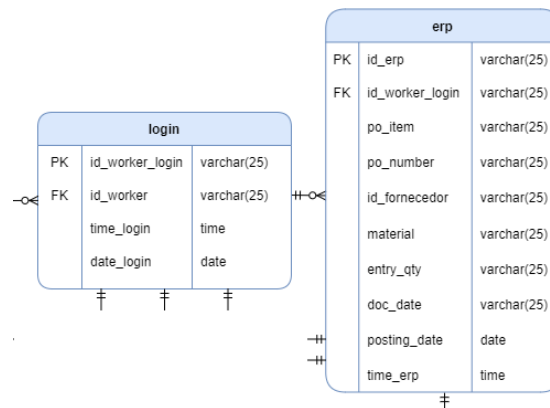 erp
PK id_erp varchar(25)
FK id_worker_login varchar(25)
po_item varchar(25)
po_number varchar(25)
id_fornecedor varchar(25)
material varchar(25)
entry_qty varchar(25)
doc_date varchar(25)
posting_date date
time_erp time
login
PK id_worker_login varchar(25)
FK id_worker varchar(25)
time_login time
date_login date